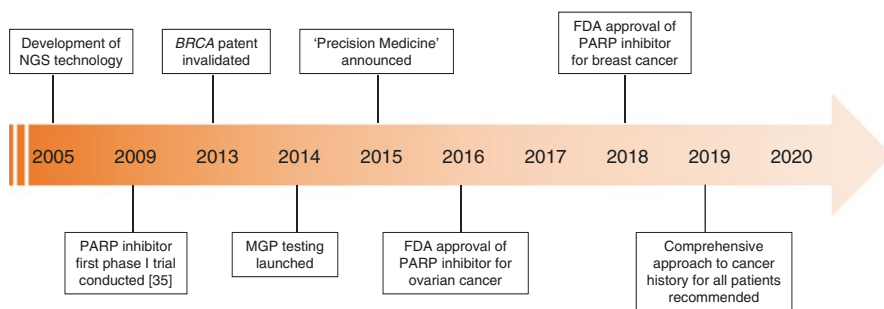 Development of
NGS technology
BRCA patent
invalidated
‘Precision Medicine’
announced
FDA approval of
PARP inhibitor
for breast cancer
2005 2009 2013 2014 2015 2016 2017 2018 2019 2020
PARP inhibitor
first phase I trial
conducted [35]
MGP testing
launched
FDA approval of
PARP inhibitor for
ovarian cancer
Comprehensive
approach to cancer
history for all patients
recommended